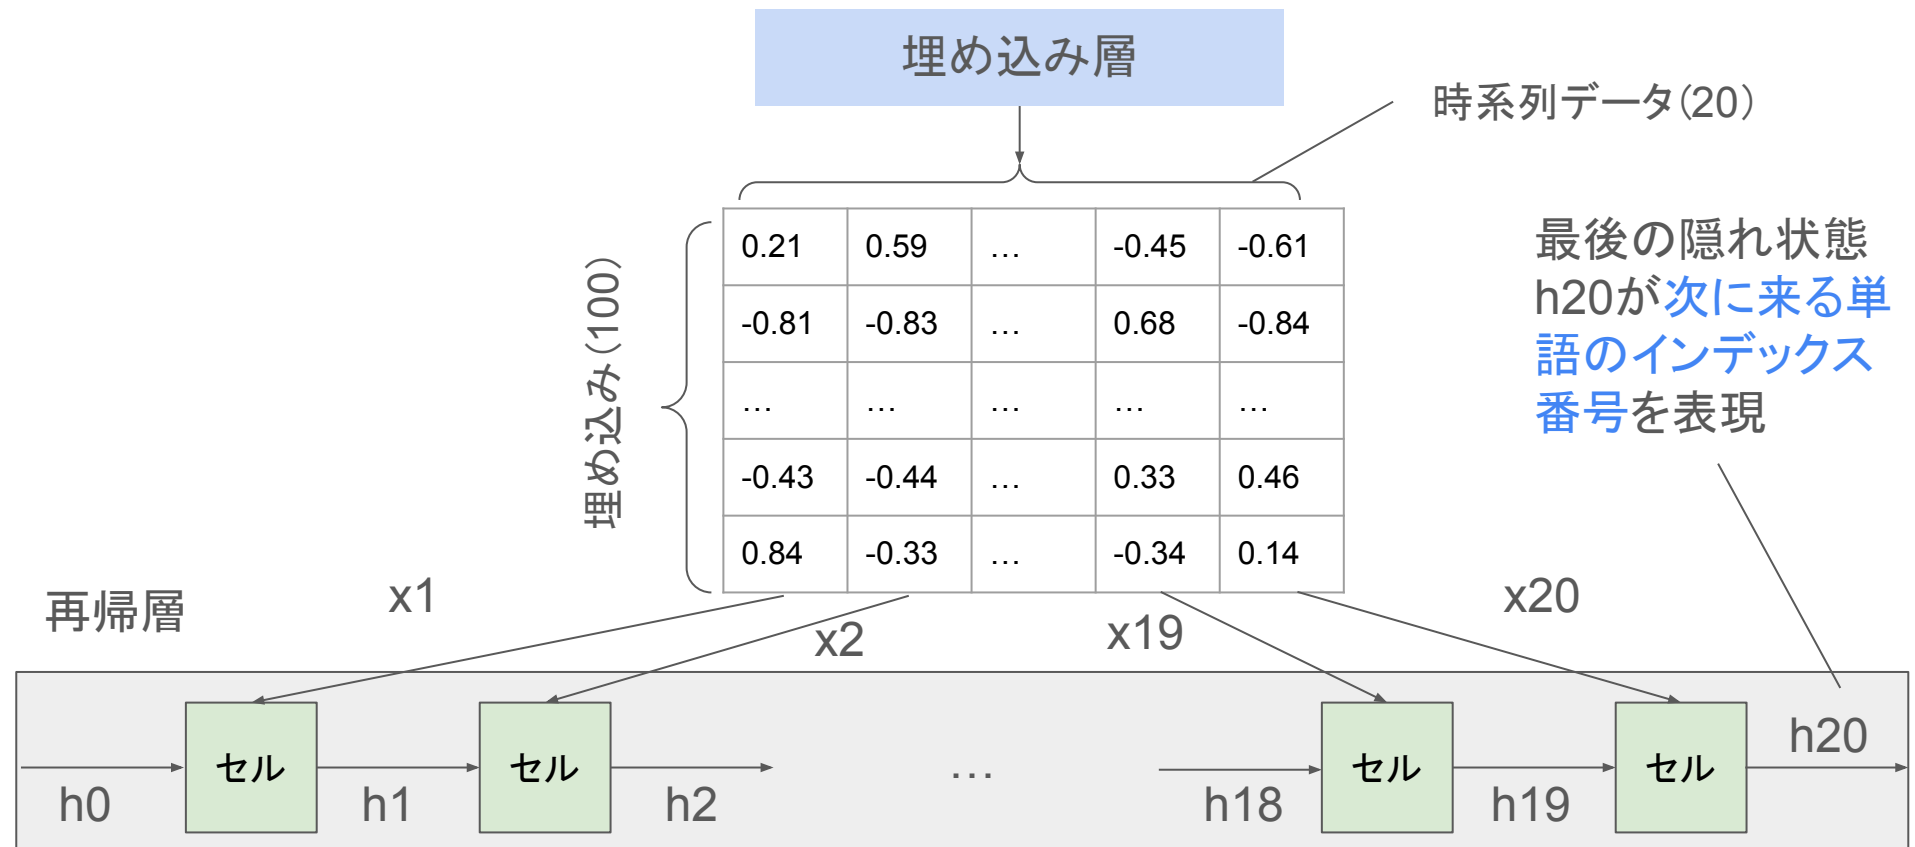 埋め込み層
時系列データ(20)
埋め込み(100)
0.21 0.59 … -0.45 -0.61
-0.81 -0.83 … 0.68 -0.84
… … … … …
-0.43 -0.44 … 0.33 0.46
0.84 -0.33 … -0.34 0.14
最後の隠れ状態
h20が次に来る単
語のインデックス
番号を表現
再帰層
x1
x2
x19
x20
セル セル … セル セル
h0 h1 h2 h18 h19 h20